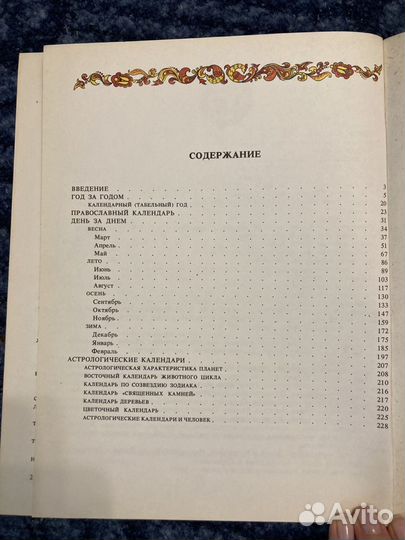 СОДЕРЖАНИЕ
ВВЕДЕНИЕ 3
ГОД ЗА ГОДОМ 5
КАЛЕНДАРНЫЙ (ТАБЕЛЬНЫЙ) ГОД 20
ПРАВОСЛАВНЫЙ КАЛЕНДАРЬ 23
ДЕНЬ ЗА ДНЕМ 31
ВЕСНА 34
Март 37
Апрель 51
Май 67
ЛЕТО 86
Июнь 89
Июль 103
Август 117
ОСЕНЬ 130
Сентябрь 133
Октябрь 147
Ноябрь 159
ЗИМА 172
Декабрь 175
Январь 185
Февраль 197
АСТРОЛОГИЧЕСКИЕ КАЛЕНДАРИ 207
АСТРОЛОГИЧЕСКАЯ ХАРАКТЕРИСТИКА ПЛАНЕТ 208
ВОСТОЧНЫЙ КАЛЕНДАРЬ ЖИВОТНОГО ЦИКЛА 210
КАЛЕНДАРЬ ПО СОЗВЕЗДИЮ ЗОДИАКА 216
КАЛЕНДАРЬ «СВЯЩЕННЫХ КАМНЕЙ» 217
КАЛЕНДАРЬ ДЕРЕВЬЕВ 220
ЦВЕТОЧНЫЙ КАЛЕНДАРЬ 225
АСТРОЛОГИЧЕСКИЕ КАЛЕНДАРИ И ЧЕЛОВЕК 228
Avito